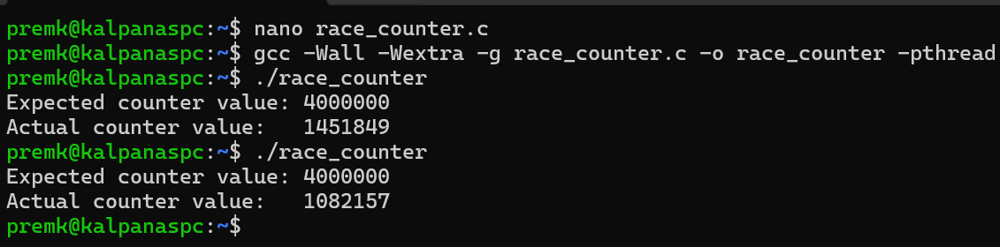 premk@kalpanaspc:~$ nano race_counter.c
premk@kalpanaspc:~$ gcc -Wall -Wextra -g race_counter.c -o race_counter -pthread
premk@kalpanaspc:~$ ./race_counter
Expected counter value: 4000000
Actual counter value:   1451849
premk@kalpanaspc:~$ ./race_counter
Expected counter value: 4000000
Actual counter value:   1082157
premk@kalpanaspc:~$